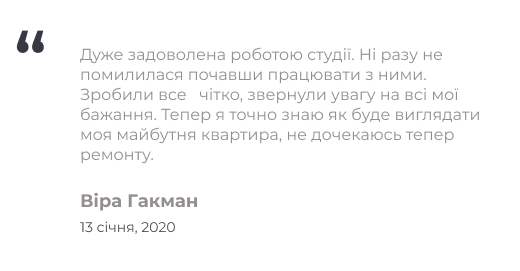 “
Дуже задоволена роботою студії. Ні разу не
помилилася почавши працювати з ними.
Зробили все   чітко, звернули увагу на всі мої
бажання. Тепер я точно знаю як буде виглядати
моя майбутня квартира, не дочекаюсь тепер
ремонту.
Віра Гакман
13 січня, 2020